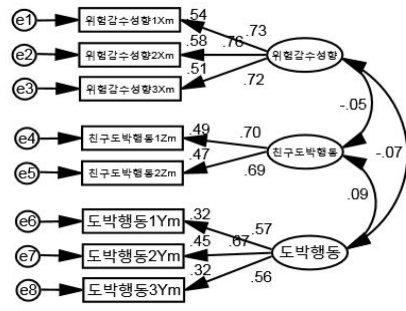 e1 위험감수성향1Xm .54 .73
e2 위험감수성향2Xm .58 .76 위험감수성향
e3 위험감수성향3Xm .51 .72
-.05
e4 친구도박행동1Zm .49 .70
친구도박행동 -.07
e5 친구도박행동2Zm .47 .69
.09
e6 도박행동1Ym .32 .57
e7 도박행동2Ym .45 .67 도박행동
e8 도박행동3Ym .32 .56